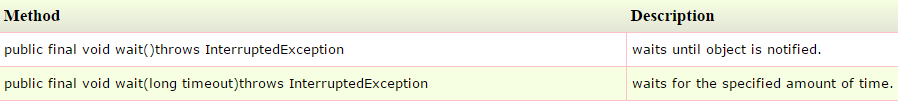 Method Description
public final void wait()throws InterruptedException waits until object is notified.
public final void wait(long timeout)throws InterruptedException waits for the specified amount of time.